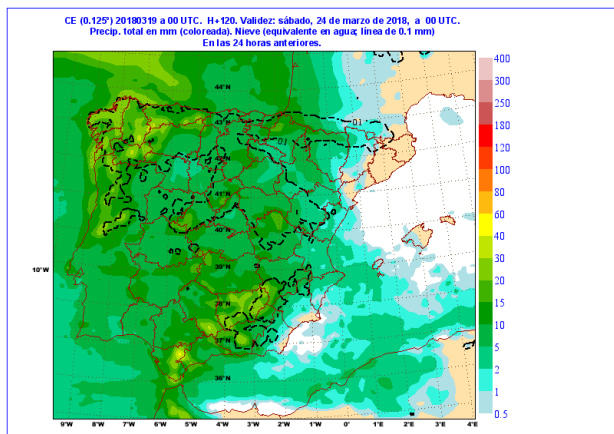 CE (0.125°) 20180319 a 00 UTC. H+120. Validez: sábado, 24 de marzo de 2018, a 00 UTC.
Precip. total en mm (coloreada). Nieve (equivalente en agua; línea de 0.1 mm)
En las 24 horas anteriores.
44°N
43°N
42°N
41°N
40°N
39°N
38°N
37°N
36°N
10°W
9°W 8°W 7°W 6°W 5°W 4°W 3°W 2°W 1°W 0° 1°E 2°E 3°E 4°E
400
300
250
180
120
100
80
60
50
40
30
20
15
10
5
2
1
0.5